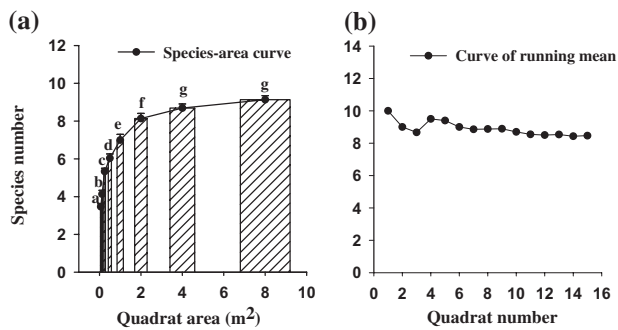 (a)
Species-area curve
Species number
12
10
8
6
4
2
0
a
b
c
d
e
f
g
g
0 2 4 6 8 10
Quadrat area (m²)
(b)
Curve of running mean
14
12
10
8
6
4
2
0
0 2 4 6 8 10 12 14 16
Quadrat number